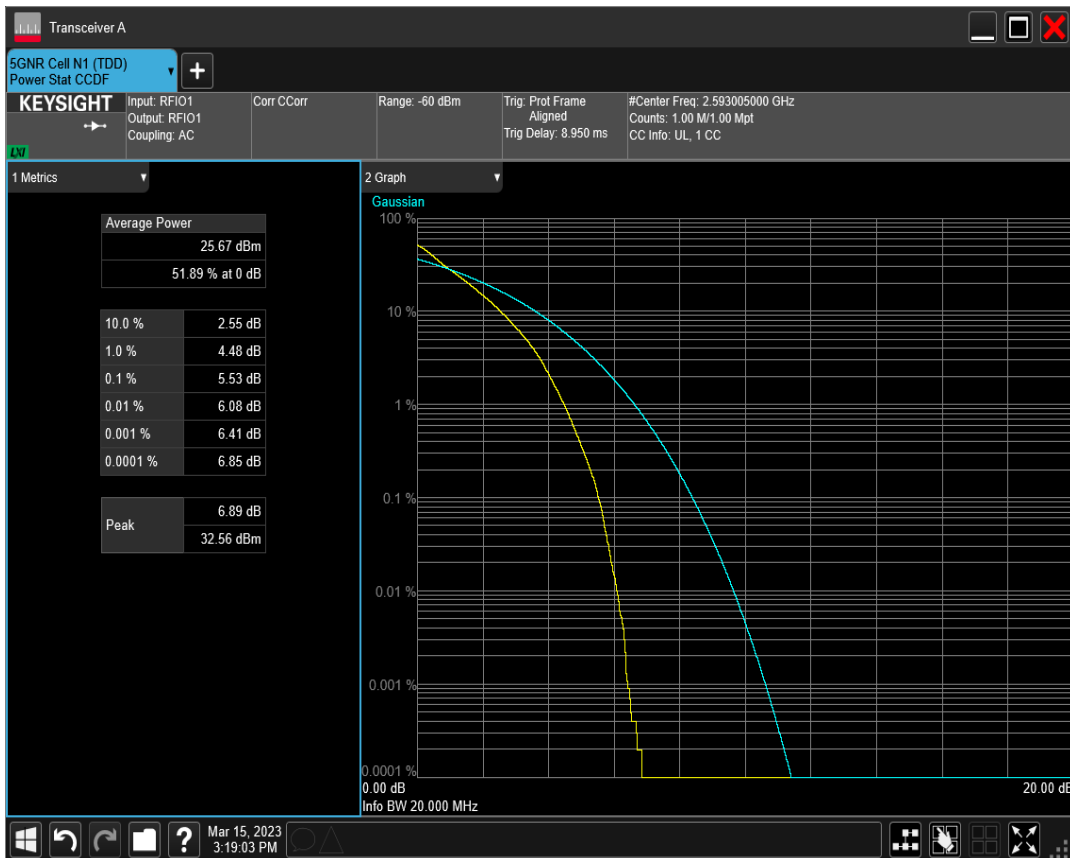 Transceiver A
5GNR Cell N1 (TDD)
Power Stat CCDF
KEYSIGHT
LXI
Input: RFIO1
Output: RFIO1
Coupling: AC
Corr CCorr
Range: -60 dBm
Trig: Prot Frame
Aligned
Trig Delay: 8.950 ms
#Center Freq: 2.593005000 GHz
Counts: 1.00 M/1.00 Mpt
CC Info: UL, 1 CC
1 Metrics
Average Power
25.67 dBm
51.89 % at 0 dB
10.0 % 2.55 dB
1.0 % 4.48 dB
0.1 % 5.53 dB
0.01 % 6.08 dB
0.001 % 6.41 dB
0.0001 % 6.85 dB
Peak 6.89 dB
32.56 dBm
2 Graph
Gaussian
100 %
10 %
1 %
0.1 %
0.01 %
0.001 %
0.0001 %
0.00 dB 20.00 dB
Info BW 20.000 MHz
?
Mar 15, 2023
3:19:03 PM